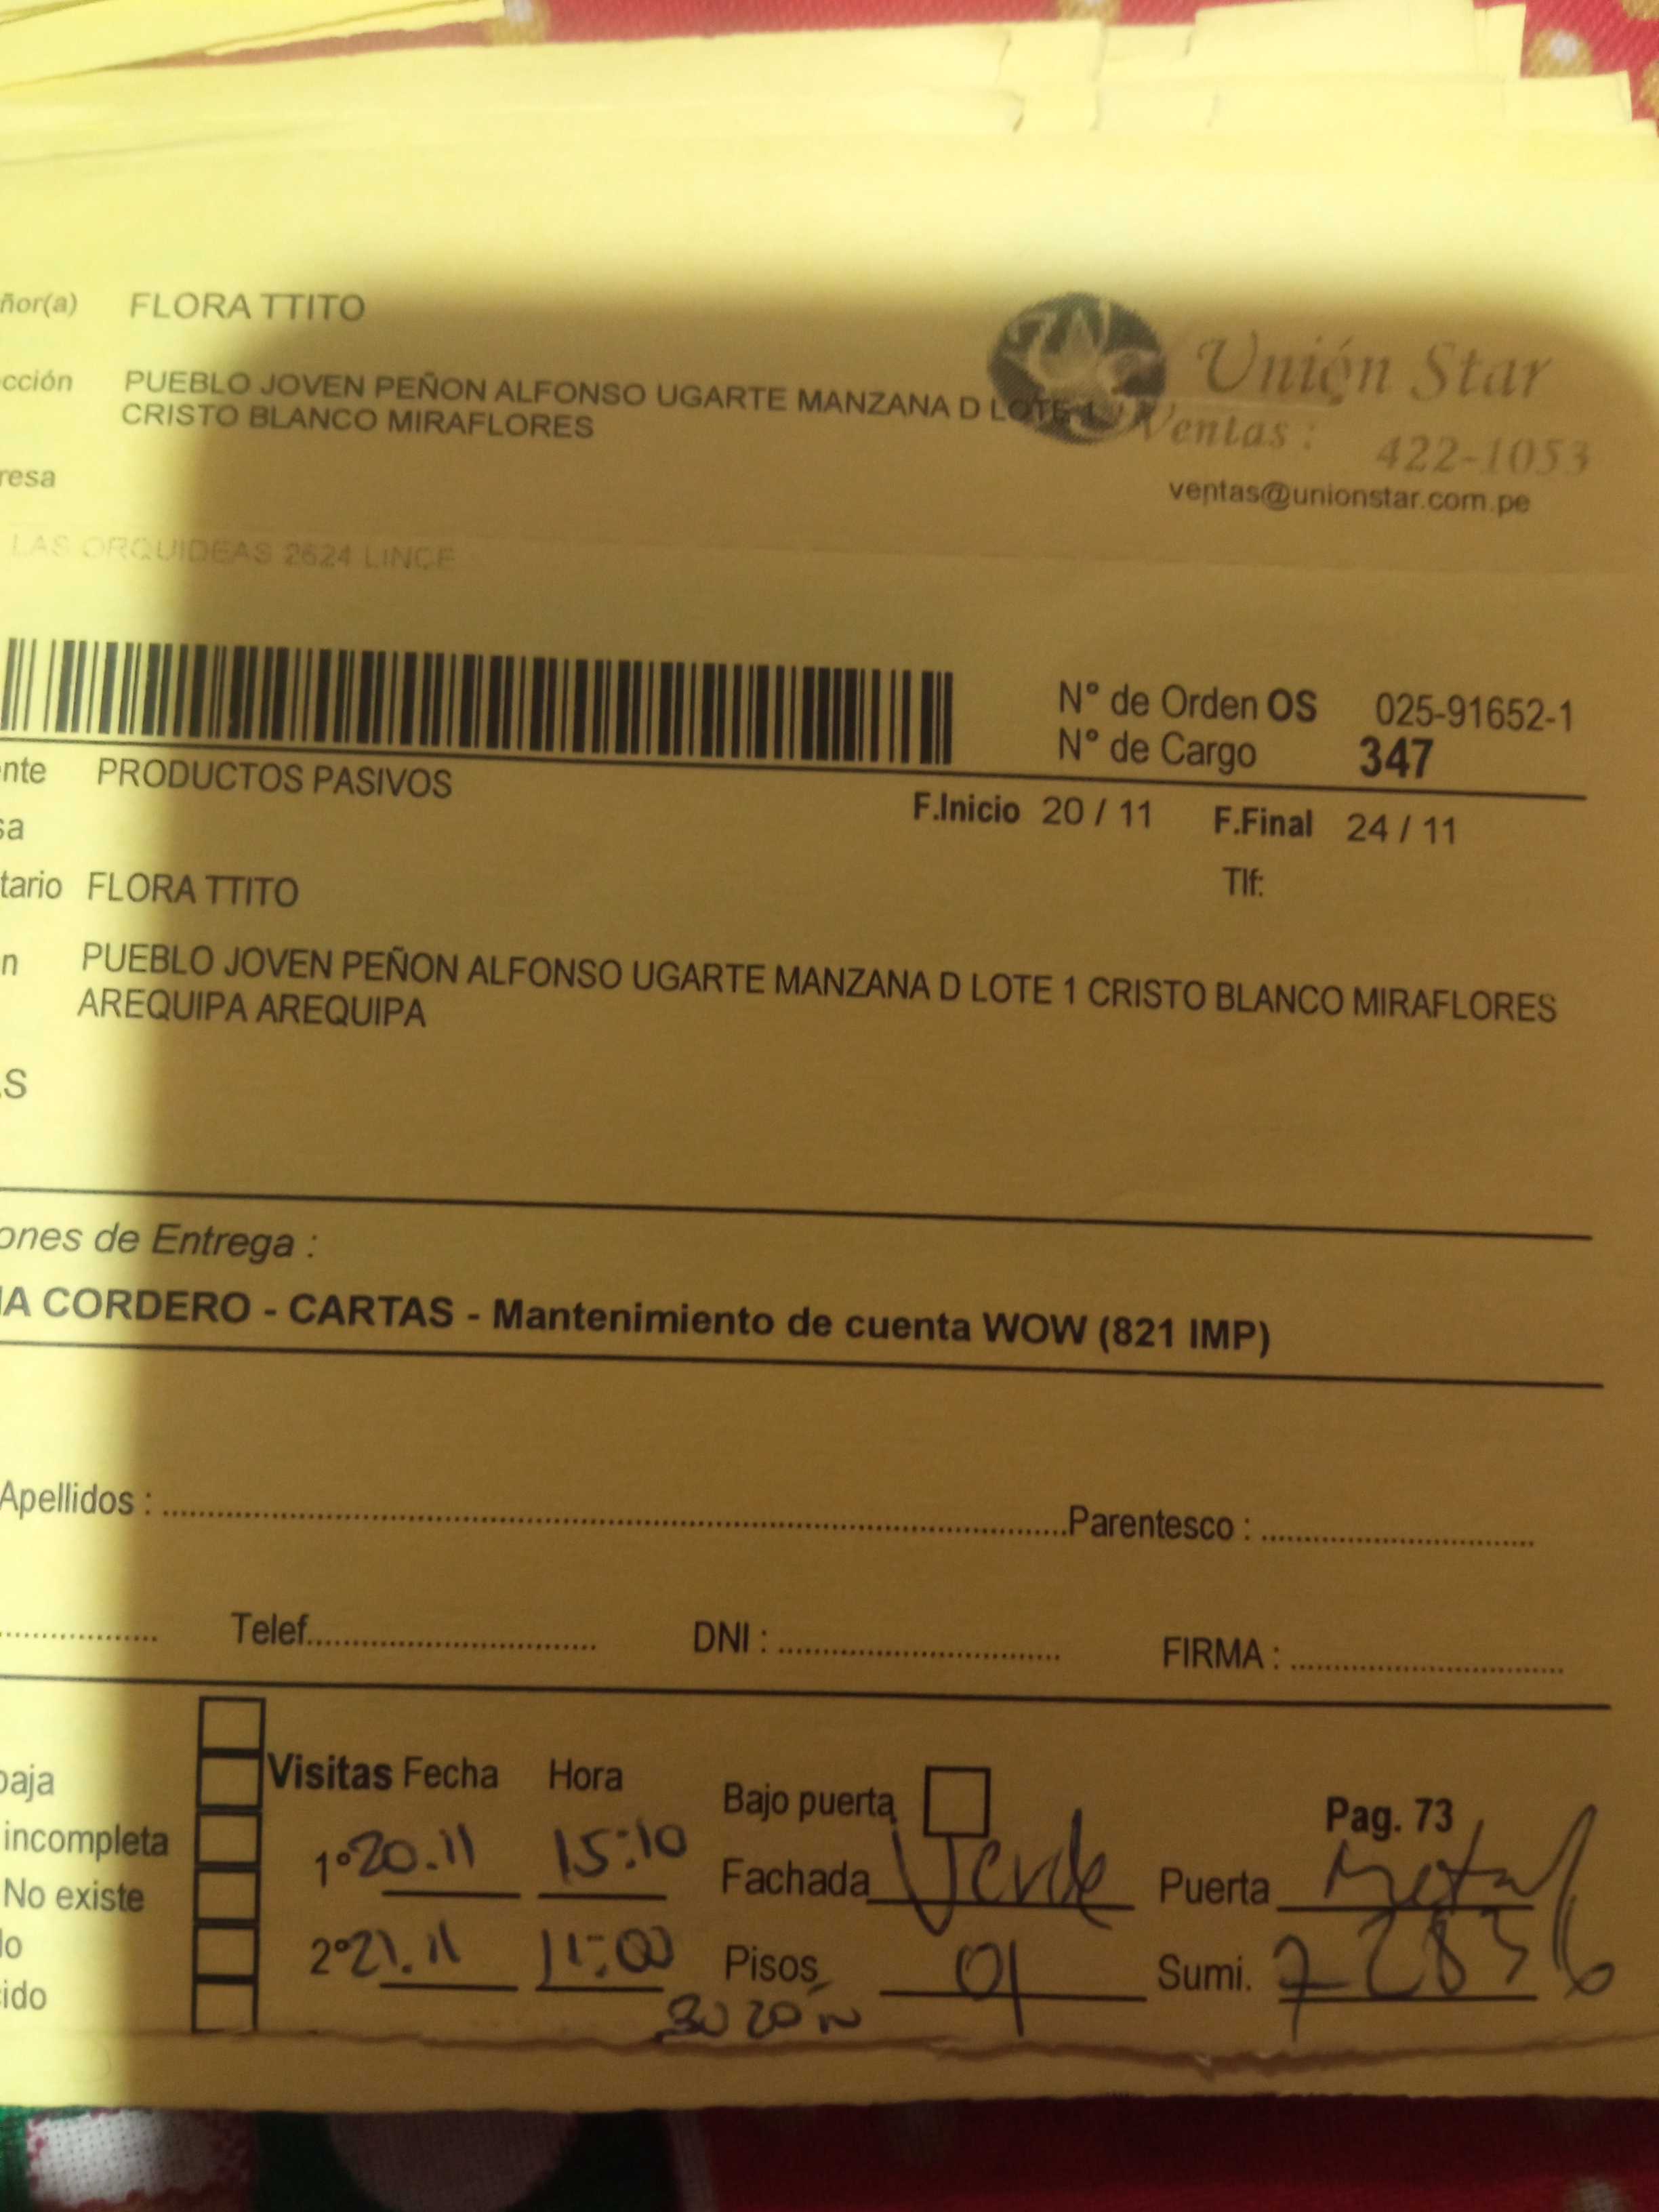 ñor(a) FLORA TTITO
cción PUEBLO JOVEN PEÑON ALFONSO UGARTE MANZANA D LOTE 1
CRISTO BLANCO MIRAFLORES
Unión Star
Ventas : 422-1053
ventas@unionstar.com.pe
resa
LAS ORQUIDEAS 2624 LINCE
N° de Orden OS 025-91652-1
N° de Cargo 347
nte PRODUCTOS PASIVOS
F.Inicio 20 / 11 F.Final 24 / 11
sa
tario FLORA TTITO Tlf:
n PUEBLO JOVEN PEÑON ALFONSO UGARTE MANZANA D LOTE 1 CRISTO BLANCO MIRAFLORES
AREQUIPA AREQUIPA
S
ones de Entrega :
IA CORDERO - CARTAS - Mantenimiento de cuenta WOW (821 IMP)
Apellidos : Parentesco :
Telef. DNI : FIRMA :
Visitas Fecha Hora Bajo puerta Pag. 73
baja
incompleta 1° 20.11 15:10 Fachada Verde Puerta Metal
No existe
lo 2° 21.11 11:00 Pisos 01 Sumi. 72836
ido
Buzón